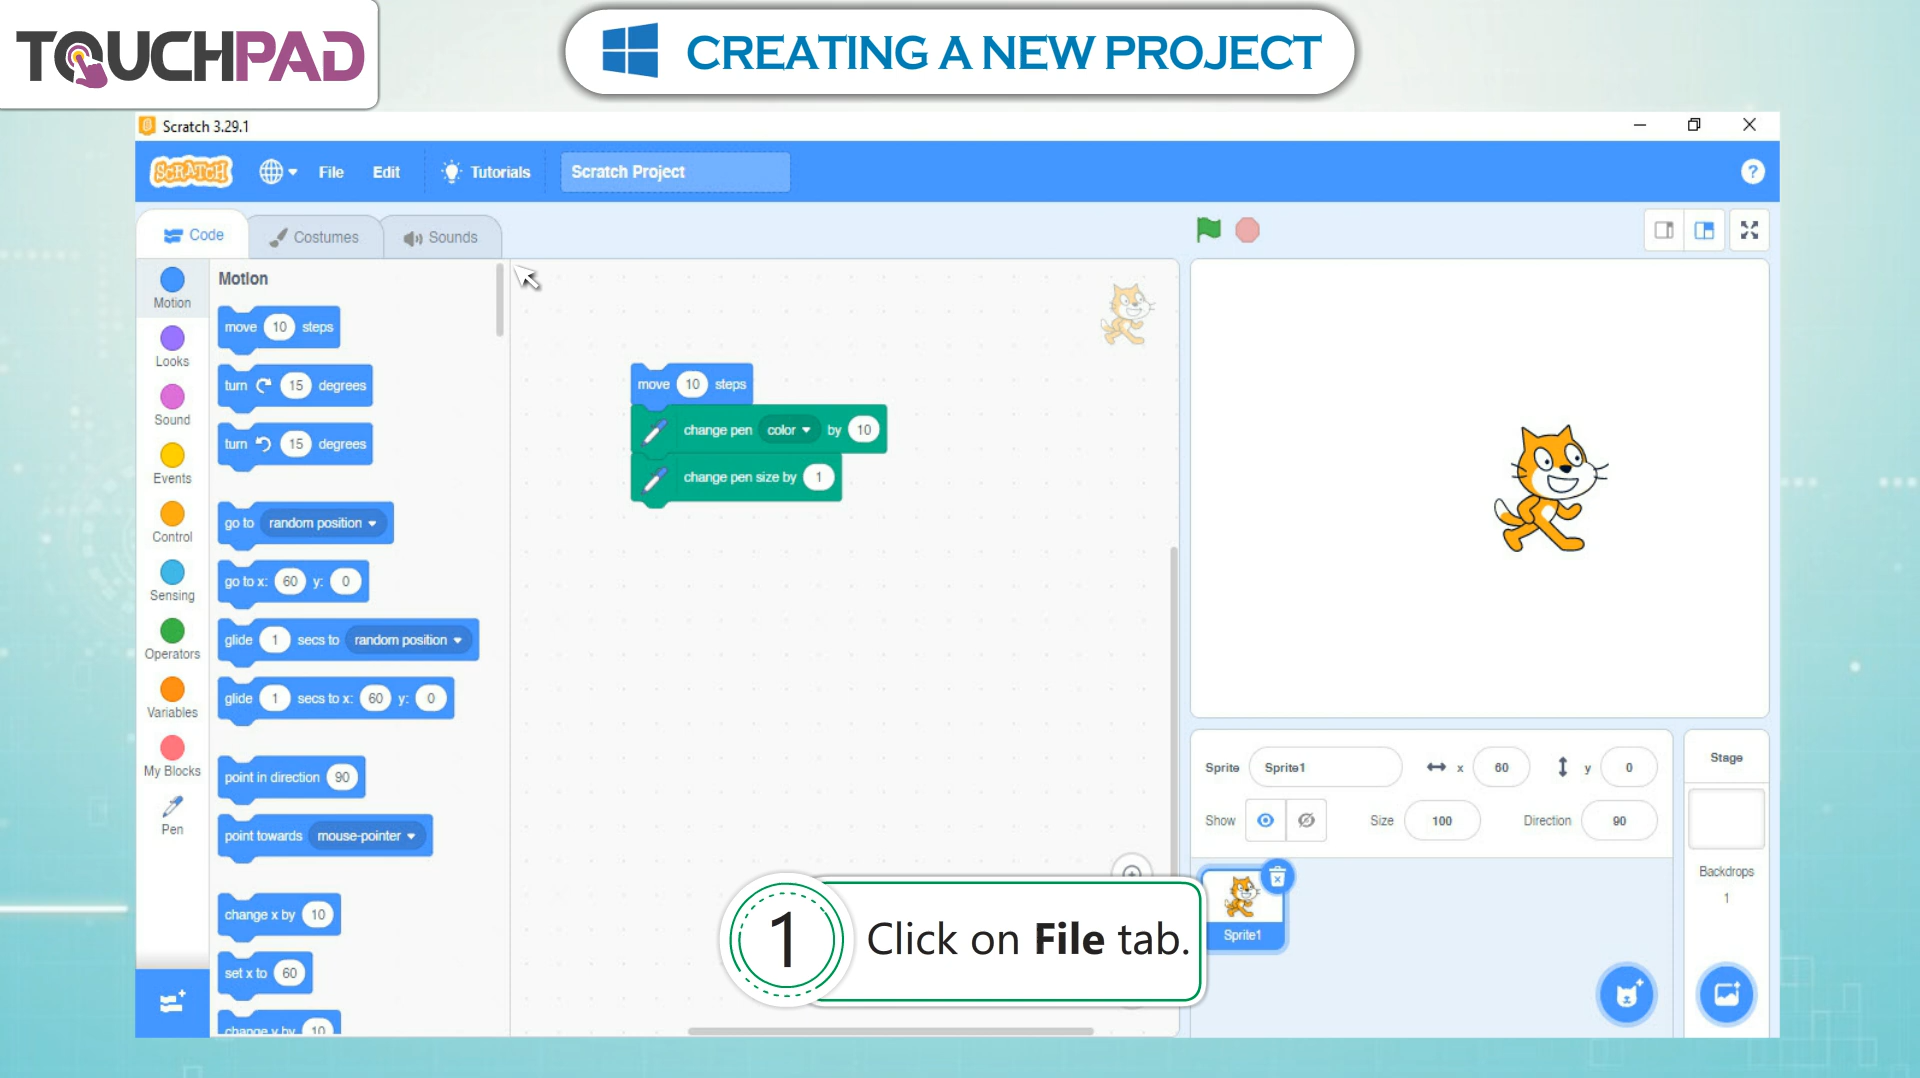 TOUCHPAD
CREATING A NEW PROJECT
Scratch 3.29.1
SCRATCH
File
Edit
Tutorials
Scratch Project
?
Code
Costumes
Sounds
Motion
Looks
Sound
Events
Control
Sensing
Operators
Variables
My Blocks
Pen
Motion
move 10 steps
turn 15 degrees
turn 15 degrees
go to random position
go to x: 60 y: 0
glide 1 secs to random position
glide 1 secs to x: 60 y: 0
point in direction 90
point towards mouse-pointer
change x by 10
set x to 60
change y by 10
move 10 steps
change pen color by 10
change pen size by 1
Sprite Sprite1 x 60 y 0
Show Size 100 Direction 90
Sprite1
Stage
Backdrops
1
1 Click on File tab.